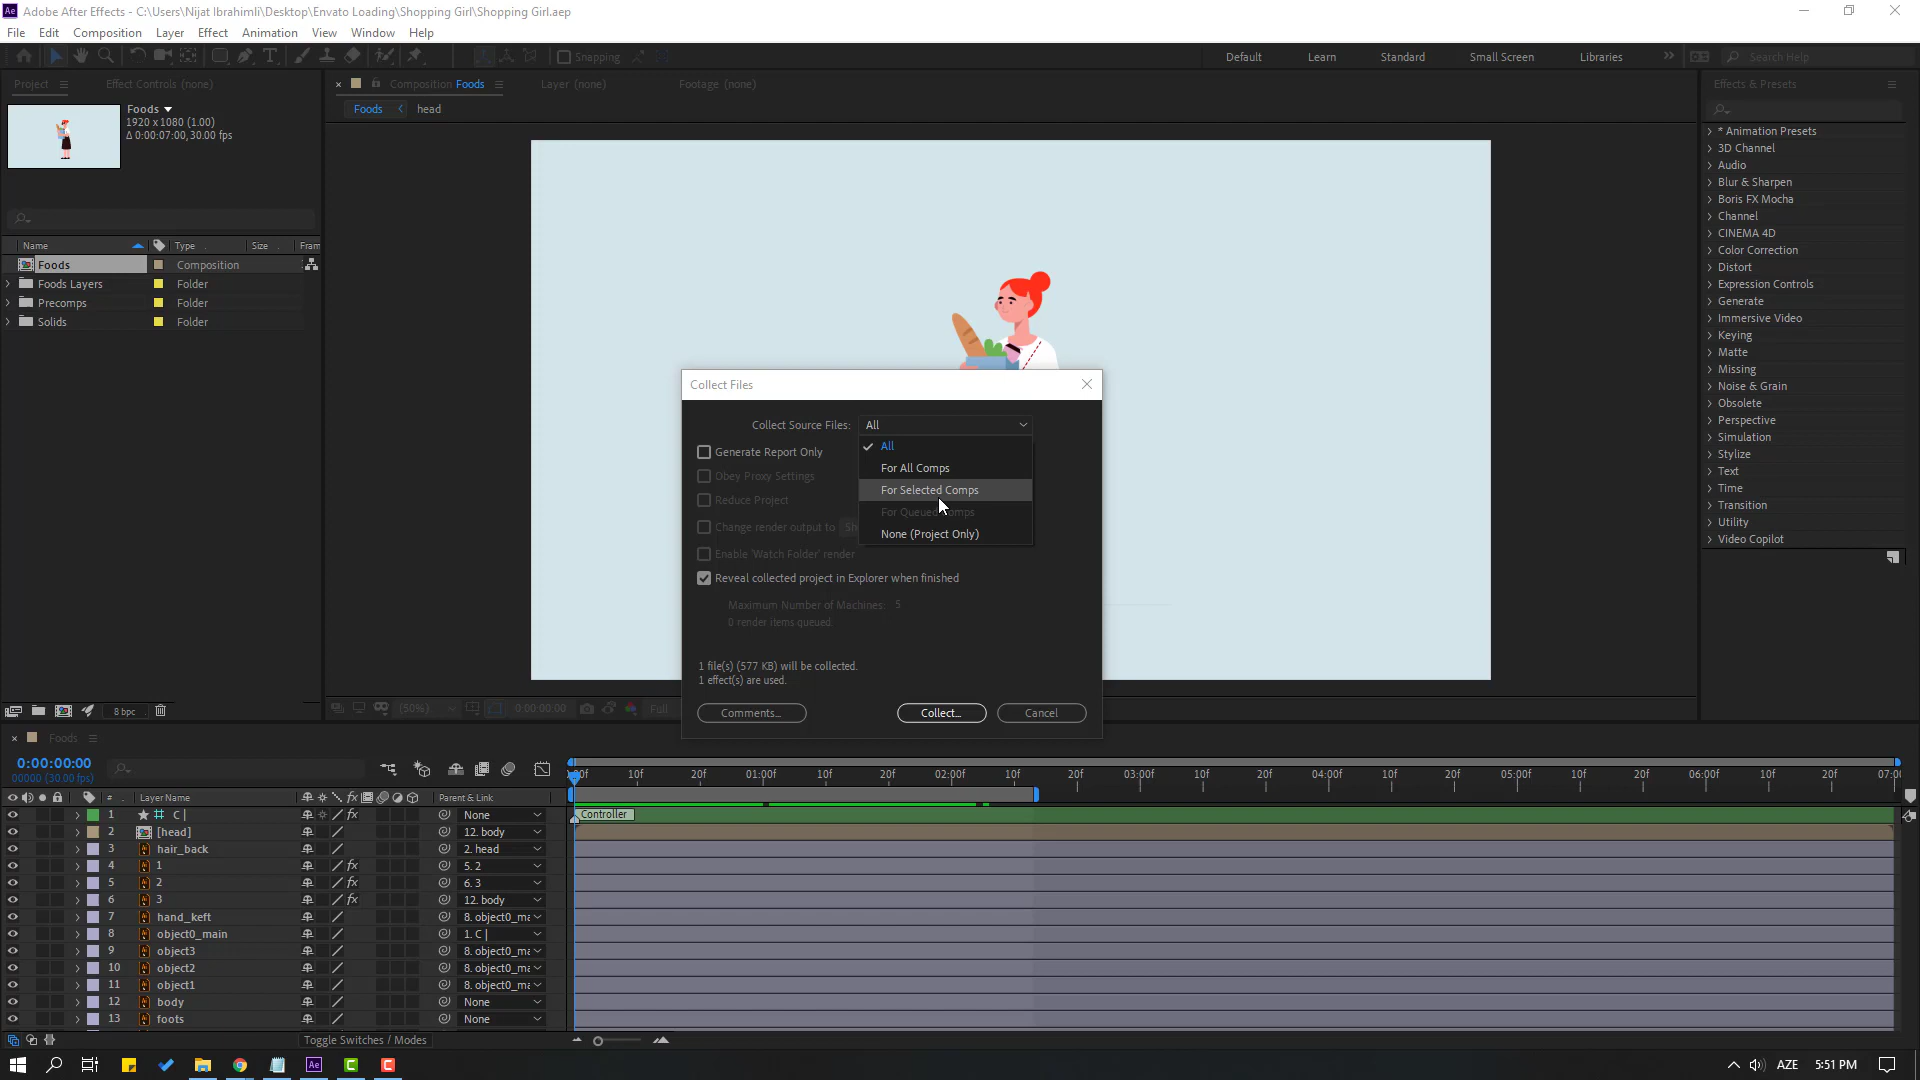 Adobe After Effects - C:\Users\Nijat Ibrahimli\Desktop\Envato Loading\Shopping Girl\Shopping Girl.aep
File Edit Composition Layer Effect Animation View Window Help
Snapping
Default Learn Standard Small Screen Libraries
Search Help
Project
Effect Controls (none)
Composition Foods
Layer (none)
Footage (none)
Effects & Presets
Foods
1920 x 1080 (1.00)
Δ 0:00:07:00, 30.00 fps
Foods head
Name Type Size Fram
Foods Composition
Foods Layers Folder
Precomps Folder
Solids Folder
* Animation Presets
3D Channel
Audio
Blur & Sharpen
Boris FX Mocha
Channel
CINEMA 4D
Color Correction
Distort
Expression Controls
Generate
Immersive Video
Keying
Matte
Missing
Noise & Grain
Obsolete
Perspective
Simulation
Stylize
Text
Time
Transition
Utility
Video Copilot
Collect Files
Collect Source Files: All
All
For All Comps
For Selected Comps
None (Project Only)
Generate Report Only
Obey Proxy Settings
Reduce Project
Change render output to
Enable 'Watch Folder' render
Reveal collected project in Explorer when finished
Maximum Number of Machines: 5
0 render items queued.
1 file(s) (577 KB) will be collected.
1 effect(s) are used.
Comments... Collect... Cancel
8 bpc
(50%) 0:00:00:00 Full
Foods
0:00:00:00
00000 (30.00 fps)
10f 20f 01:00f 10f 20f 02:00f 10f 20f 03:00f 10f 20f 04:00f 10f 20f 05:00f 10f 20f 06:00f 10f 20f 07:00
# Layer Name fx Parent & Link
1 C | fx None Controller
2 [head] 12. body
3 hair_back 2. head
4 1 fx 5. 2
5 2 fx 6. 3
6 3 fx 12. body
7 hand_keft 8. object0_ma
8 object0_main 1. C |
9 object3 8. object0_ma
10 object2 8. object0_ma
11 object1 8. object0_ma
12 body None
13 foots None
Toggle Switches / Modes
AZE 5:51 PM